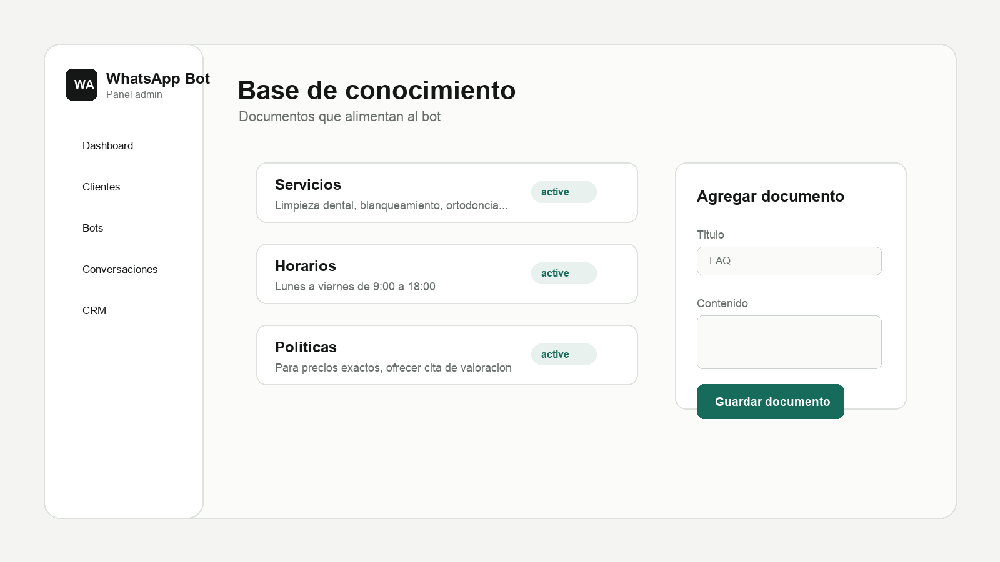 WA
WhatsApp Bot
Panel admin
Dashboard
Clientes
Bots
Conversaciones
CRM
Base de conocimiento
Documentos que alimentan al bot
Servicios
Limpieza dental, blanqueamiento, ortodoncia...
active
Horarios
Lunes a viernes de 9:00 a 18:00
active
Politicas
Para precios exactos, ofrecer cita de valoracion
active
Agregar documento
Titulo
FAQ
Contenido
Guardar documento